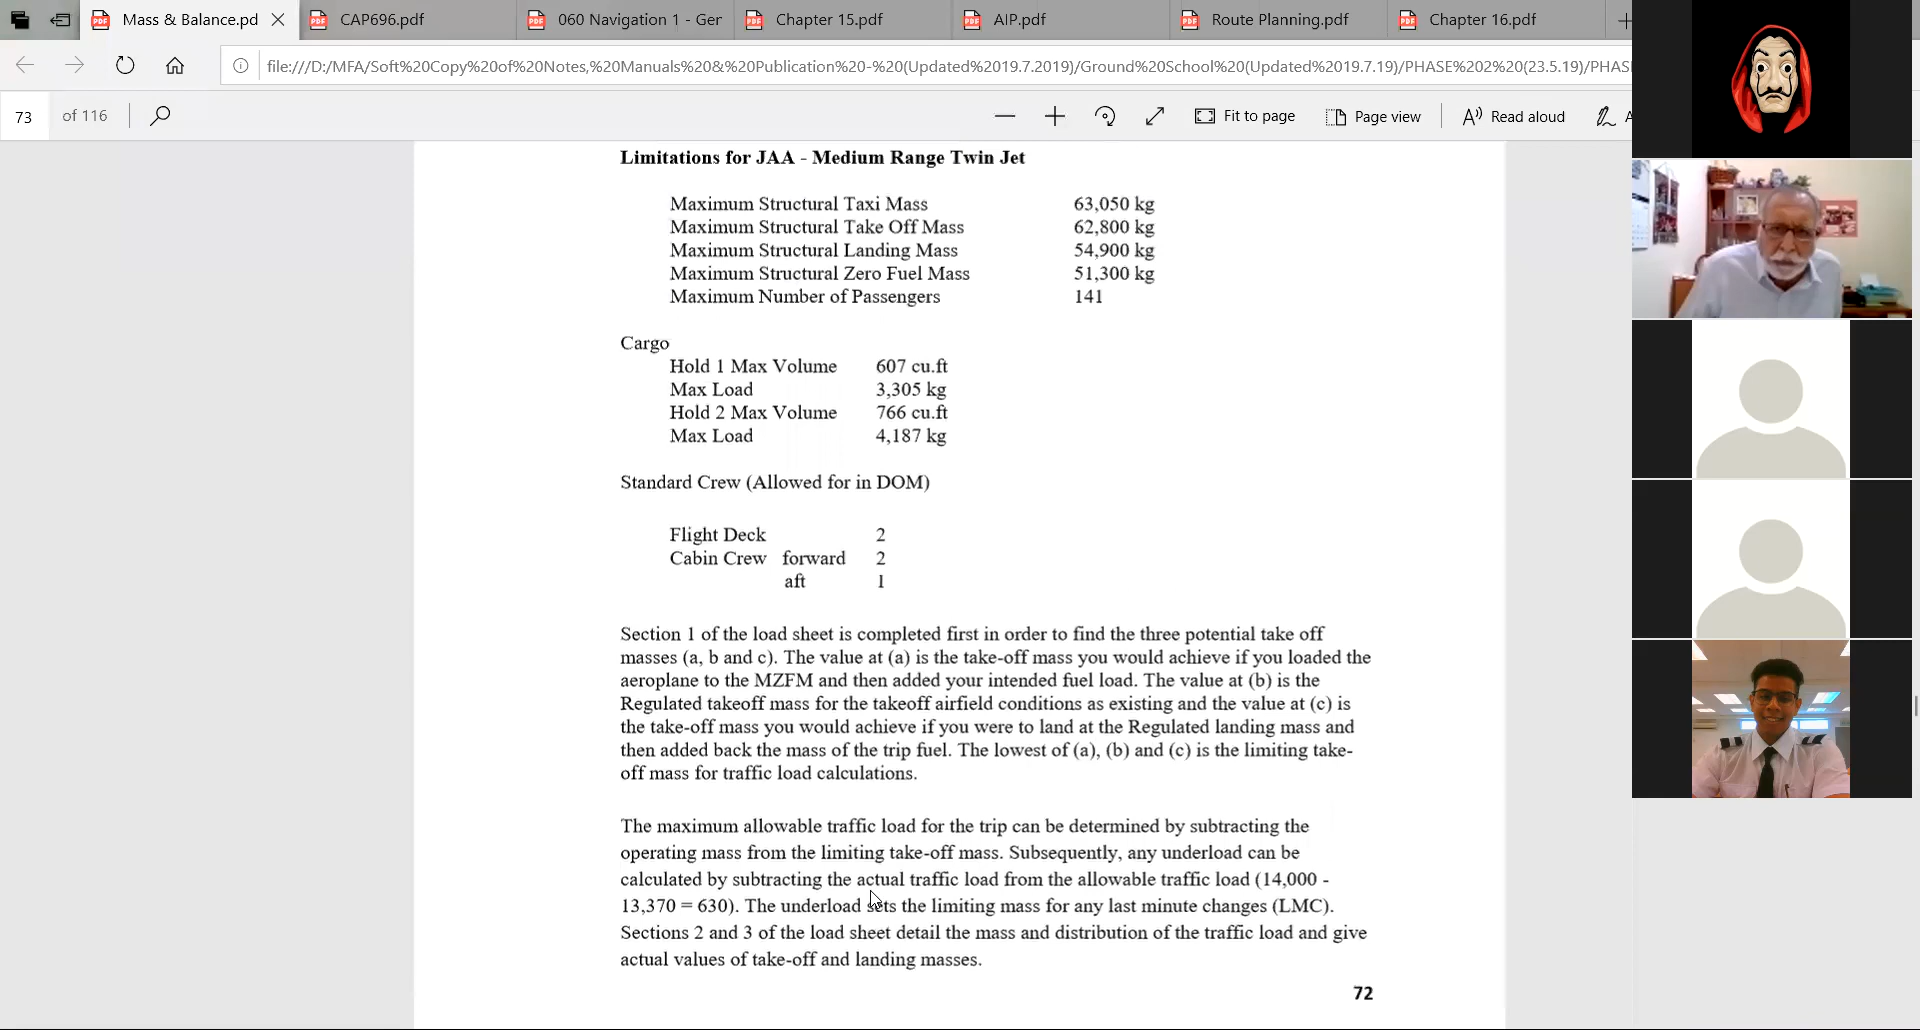 Mass & Balance.pd
CAP696.pdf
060 Navigation 1 - Ger
Chapter 15.pdf
AIP.pdf
Route Planning.pdf
Chapter 16.pdf
file:///D:/MFA/Soft%20Copy%20of%20Notes,%20Manuals%20&%20Publication%20-%20(Updated%2019.7.2019)/Ground%20School%20(Updated%2019.7.19)/PHASE%202%20(23.5.19)/PHASE
73 of 116
Fit to page
Page view
Read aloud
Limitations for JAA - Medium Range Twin Jet
Maximum Structural Taxi Mass 63,050 kg
Maximum Structural Take Off Mass 62,800 kg
Maximum Structural Landing Mass 54,900 kg
Maximum Structural Zero Fuel Mass 51,300 kg
Maximum Number of Passengers 141
Cargo
Hold 1 Max Volume 607 cu.ft
Max Load 3,305 kg
Hold 2 Max Volume 766 cu.ft
Max Load 4,187 kg
Standard Crew (Allowed for in DOM)
Flight Deck 2
Cabin Crew forward 2
aft 1
Section 1 of the load sheet is completed first in order to find the three potential take off
masses (a, b and c). The value at (a) is the take-off mass you would achieve if you loaded the
aeroplane to the MZFM and then added your intended fuel load. The value at (b) is the
Regulated takeoff mass for the takeoff airfield conditions as existing and the value at (c) is
the take-off mass you would achieve if you were to land at the Regulated landing mass and
then added back the mass of the trip fuel. The lowest of (a), (b) and (c) is the limiting take-
off mass for traffic load calculations.
The maximum allowable traffic load for the trip can be determined by subtracting the
operating mass from the limiting take-off mass. Subsequently, any underload can be
calculated by subtracting the actual traffic load from the allowable traffic load (14,000 -
13,370 = 630). The underload sets the limiting mass for any last minute changes (LMC).
Sections 2 and 3 of the load sheet detail the mass and distribution of the traffic load and give
actual values of take-off and landing masses.
72